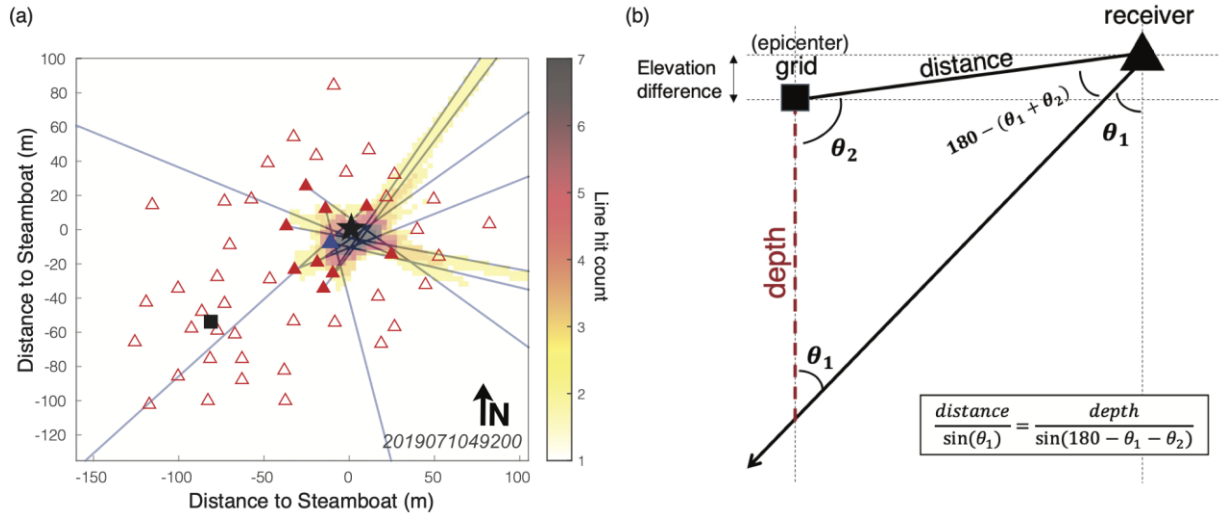 (a)
Distance to Steamboat (m)
100
80
60
40
20
0
-20
-40
-60
-80
-100
-120
-150
-100
-50
0
50
100
Distance to Steamboat (m)
N
2019071049200
7
6
5
4
3
2
1
Line hit count
(b)
receiver
(epicenter)
grid
distance
Elevation
difference
θ₂
180 − (θ₁ + θ₂)
θ₁
depth
θ₁
distance/sin(θ₁) = depth/sin(180 − θ₁ − θ₂)